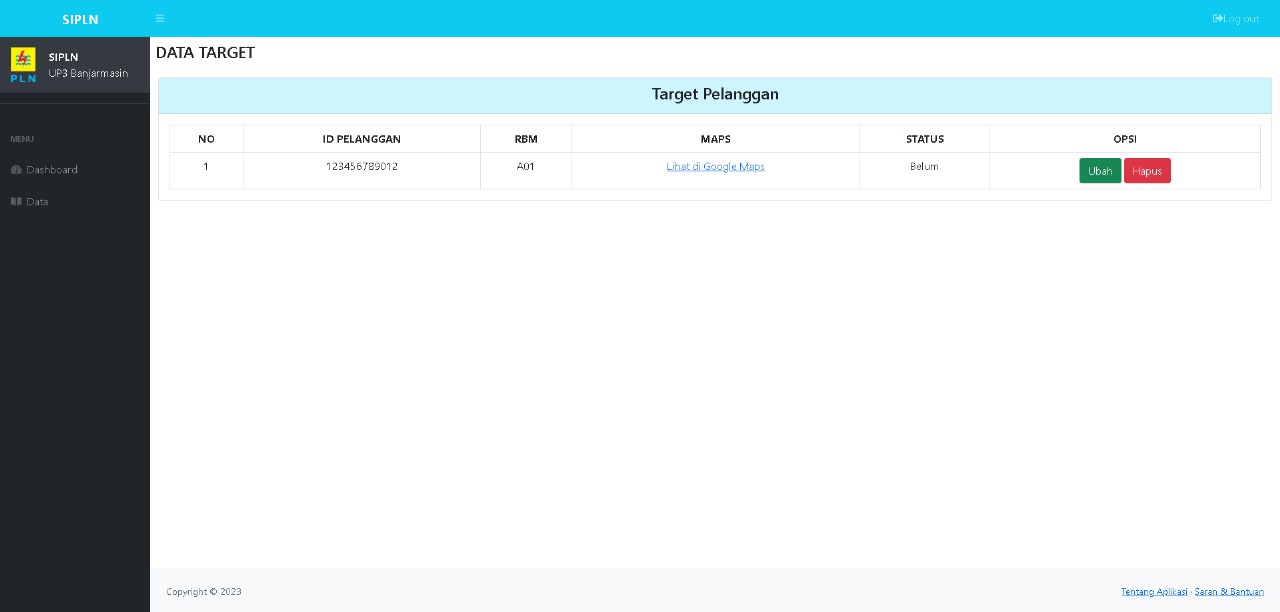 SIPLN
Log out
PLN
SIPLN
UP3 Banjarmasin
MENU
Dashboard
Data
DATA TARGET
Target Pelanggan
NO ID PELANGGAN RBM MAPS STATUS OPSI
1 123456789012 A01 Lihat di Google Maps Belum Ubah Hapus
Copyright © 2023
Tentang Aplikasi · Saran & Bantuan